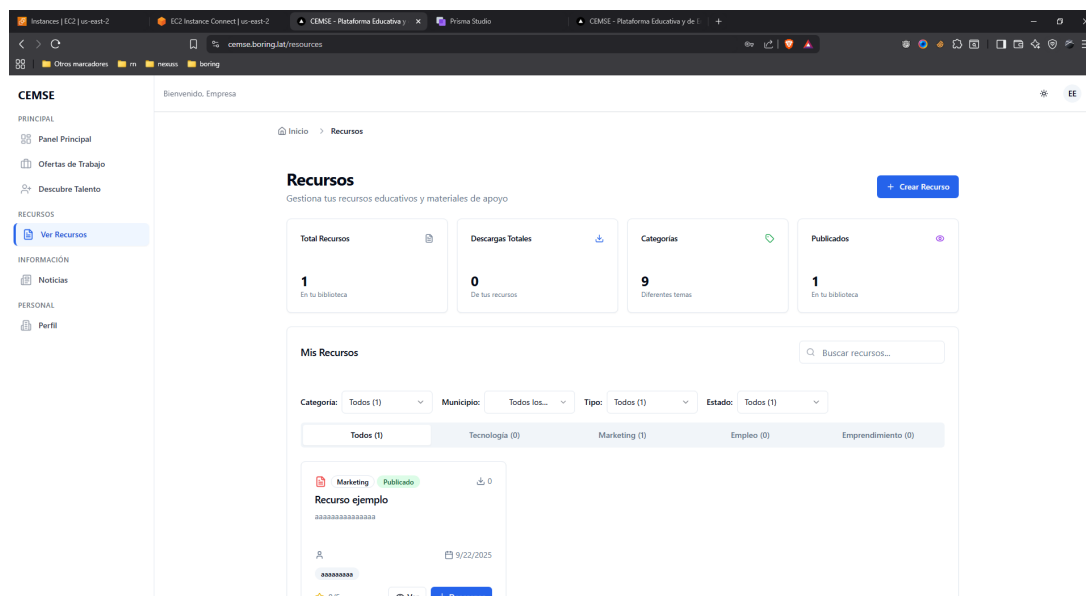 Instances | EC2 | us-east-2
EC2 Instance Connect | us-east-2
CEMSE - Plataforma Educativa y
Prisma Studio
CEMSE - Plataforma Educativa y de
cemse.boring.lat/resources
Otros marcadores
rn
nexuss
boring
CEMSE
Bienvenido, Empresa
EE
PRINCIPAL
Panel Principal
Ofertas de Trabajo
Descubre Talento
RECURSOS
Ver Recursos
INFORMACIÓN
Noticias
PERSONAL
Perfil
Inicio > Recursos
Recursos
Gestiona tus recursos educativos y materiales de apoyo
+ Crear Recurso
Total Recursos
1
En tu biblioteca
Descargas Totales
0
De tus recursos
Categorías
9
Diferentes temas
Publicados
1
En tu biblioteca
Mis Recursos
Buscar recursos...
Categoría: Todos (1)
Municipio: Todos los...
Tipo: Todos (1)
Estado: Todos (1)
Todos (1)
Tecnología (0)
Marketing (1)
Empleo (0)
Emprendimiento (0)
Marketing
Publicado
0
Recurso ejemplo
aaaaaaaaaaaaaaa
9/22/2025
aaaaaaaaa